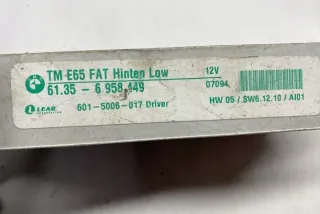 TM E65 FAT Hinten Low 12V
61.35 - 6 958 449 07094
LEAR 601-5006-017 Driver HW 05 / SW6.12.10 / AI01
CORPORATION